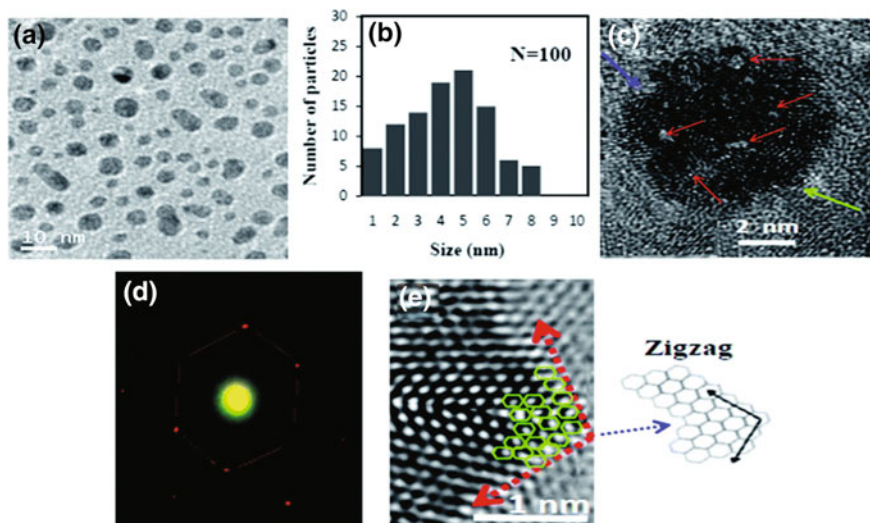 (a)
10 nm
(b)
Number of particles
30
25
20
15
10
5
0
N=100
1 2 3 4 5 6 7 8 9 10
Size (nm)
(c)
2 nm
(d)
(e)
1 nm
Zigzag